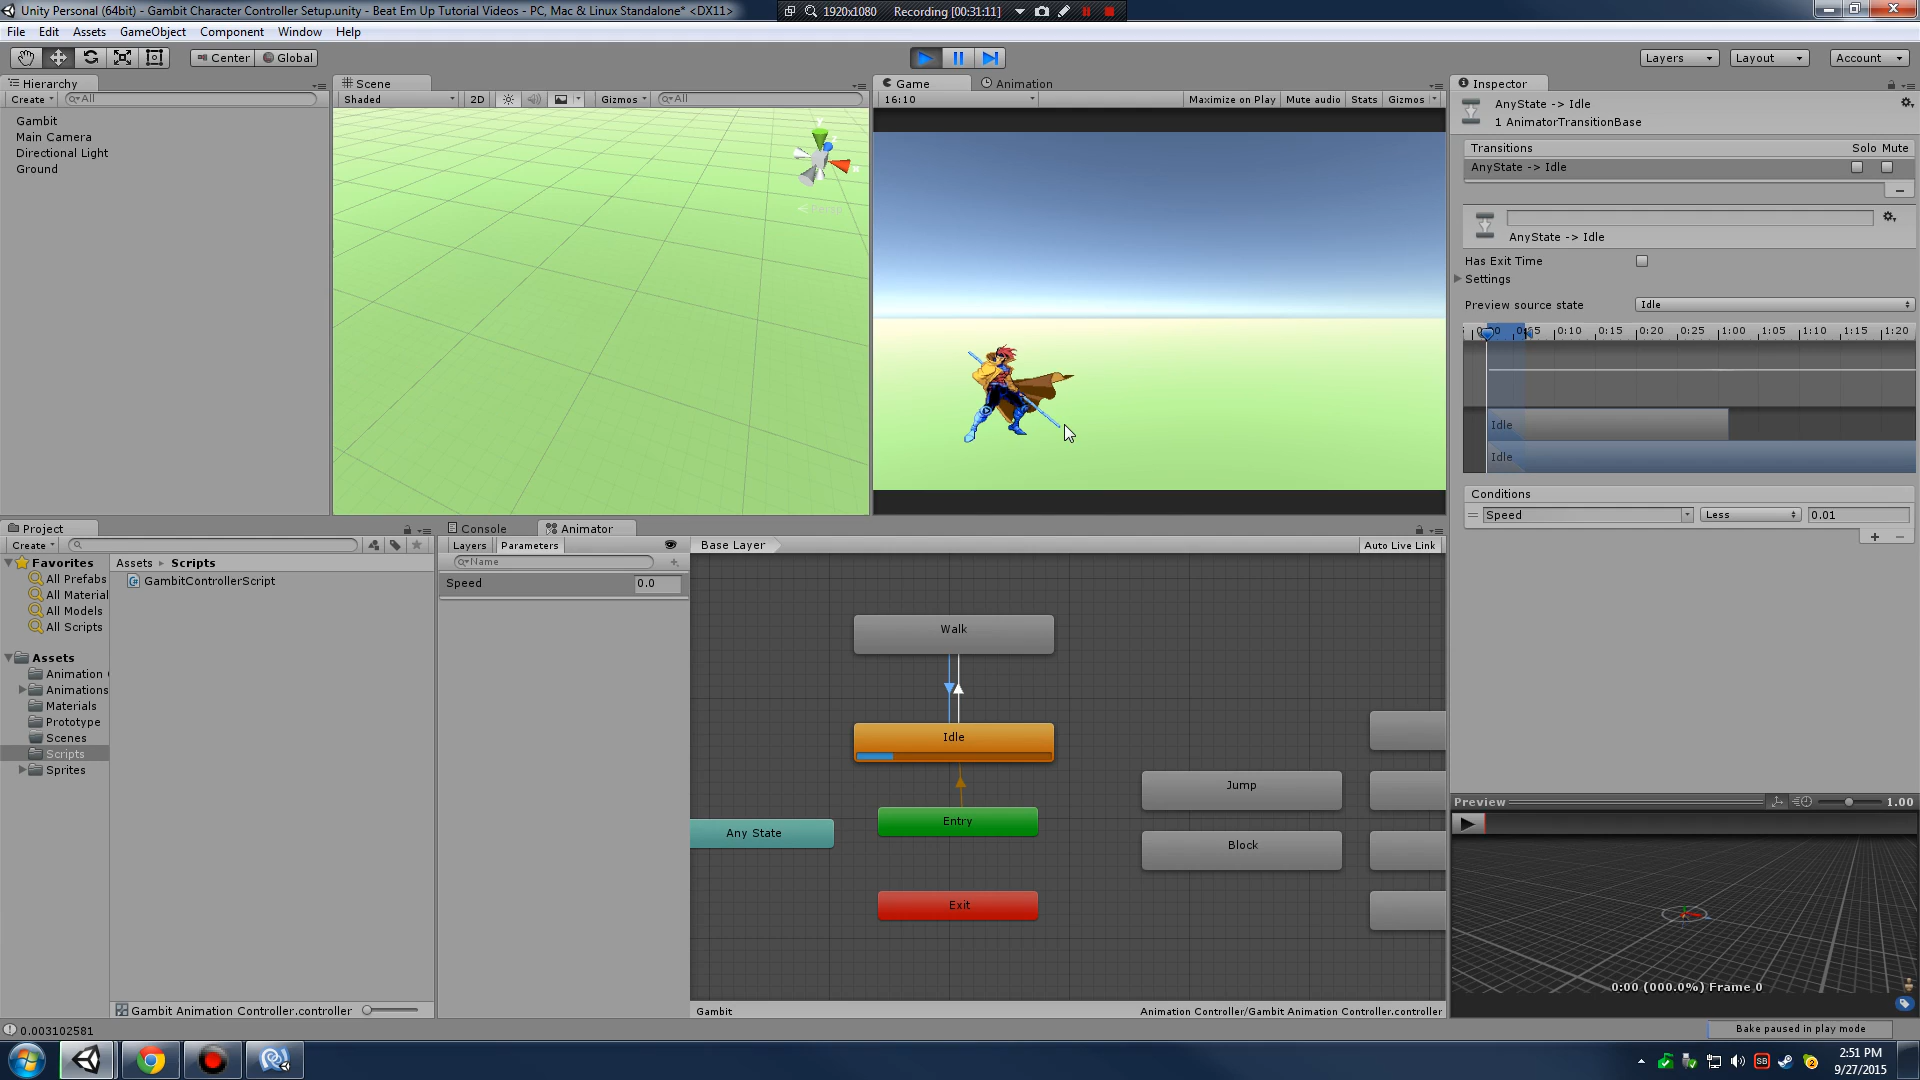 Unity Personal (64bit) - Gambit Character Controller Setup.unity - Beat Em Up Tutorial Videos - PC, Mac & Linux Standalone* <DX11>
1920x1080
Recording [00:31:11]
File Edit Assets GameObject Component Window Help
Center Global
Layers Layout Account
Hierarchy
Create All
Gambit
Main Camera
Directional Light
Ground
Scene
Shaded 2D Gizmos All
Game Animation
16:10 Maximize on Play Mute audio Stats Gizmos
Inspector
AnyState -> Idle
1 AnimatorTransitionBase
Transitions Solo Mute
AnyState -> Idle
AnyState -> Idle
Has Exit Time
Settings
Preview source state Idle
0:10 0:15 0:20 0:25 1:00 1:05 1:10 1:15 1:20
Idle
Idle
Conditions
Speed Less 0.01
Preview 1.00
0:00 (000.0%) Frame 0
Bake paused in play mode
Project
Create
Favorites
All Prefabs
All Material
All Models
All Scripts
Assets
Animation
Animations
Materials
Prototype
Scenes
Scripts
Sprites
Assets Scripts
GambitControllerScript
Gambit Animation Controller.controller
Console Animator
Layers Parameters
Name
Speed 0.0
Base Layer Auto Live Link
Walk
Idle
Jump
Entry
Any State
Block
Exit
Gambit Animation Controller/Gambit Animation Controller.controller
0.003102581
2:51 PM
9/27/2015